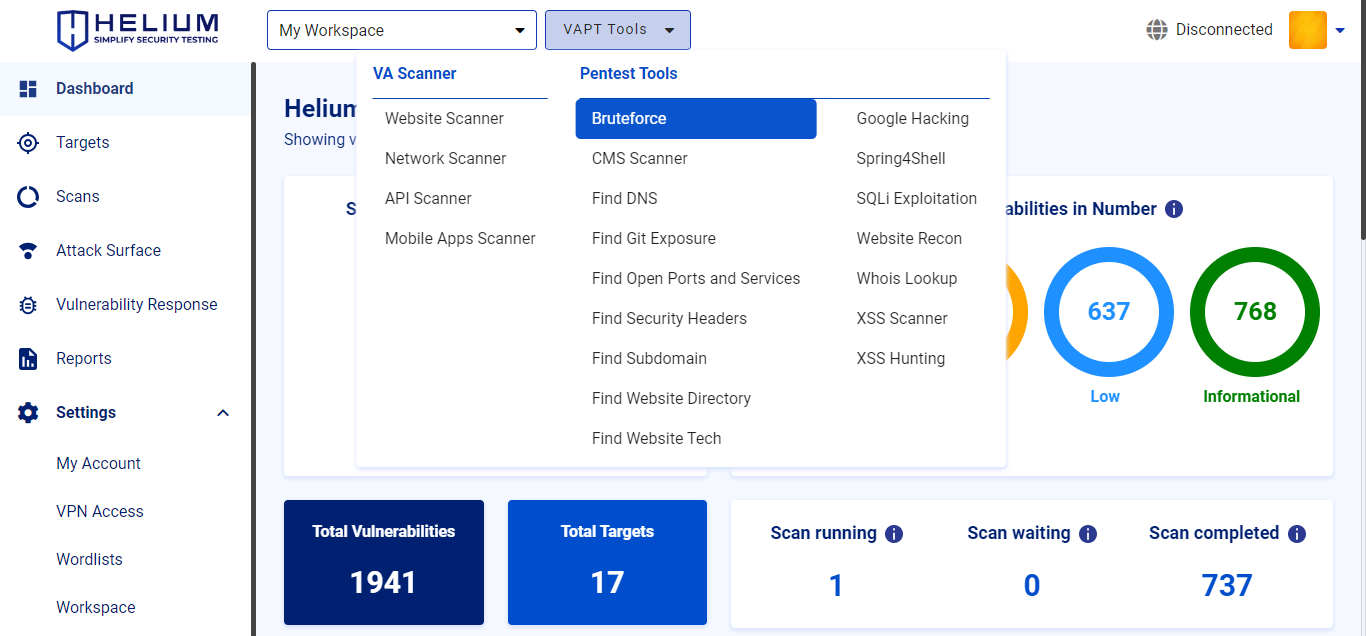 HELIUM
SIMPLIFY SECURITY TESTING
My Workspace
VAPT Tools
Disconnected
Dashboard
Targets
Scans
Attack Surface
Vulnerability Response
Reports
Settings
My Account
VPN Access
Wordlists
Workspace
VA Scanner
Website Scanner
Network Scanner
API Scanner
Mobile Apps Scanner
Pentest Tools
Bruteforce
CMS Scanner
Find DNS
Find Git Exposure
Find Open Ports and Services
Find Security Headers
Find Subdomain
Find Website Directory
Find Website Tech
Google Hacking
Spring4Shell
SQLi Exploitation
Website Recon
Whois Lookup
XSS Scanner
XSS Hunting
Helium
Showing v
S
abilities in Number
637
Low
768
Informational
Total Vulnerabilities
1941
Total Targets
17
Scan running
1
Scan waiting
0
Scan completed
737